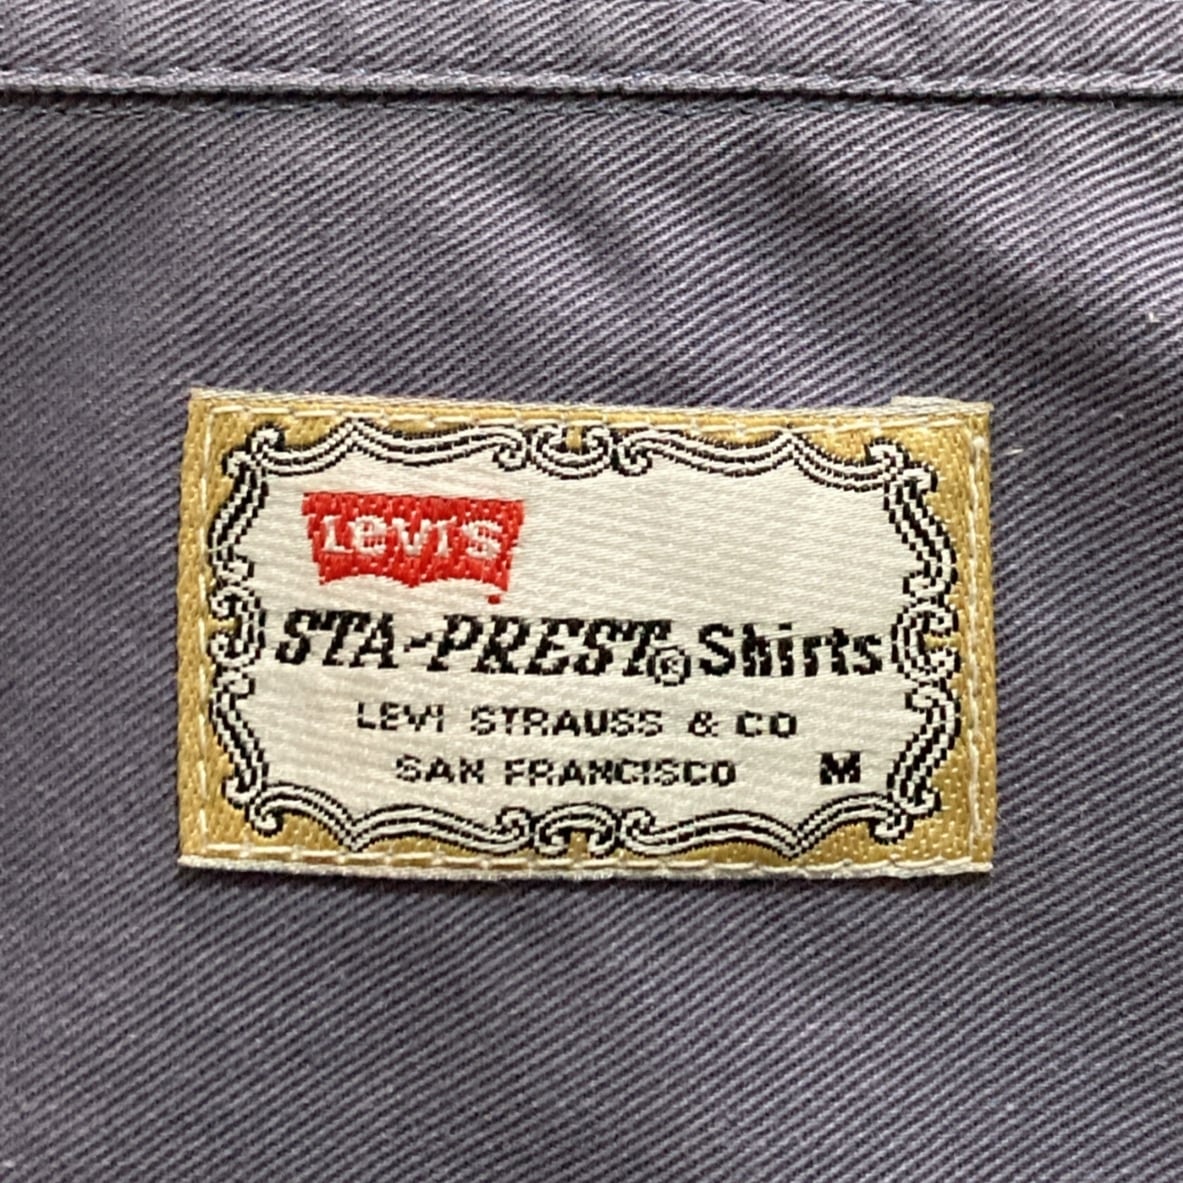 Levi's
STA-PREST® Shirts
LEVI STRAUSS & CO
SAN FRANCISCO M